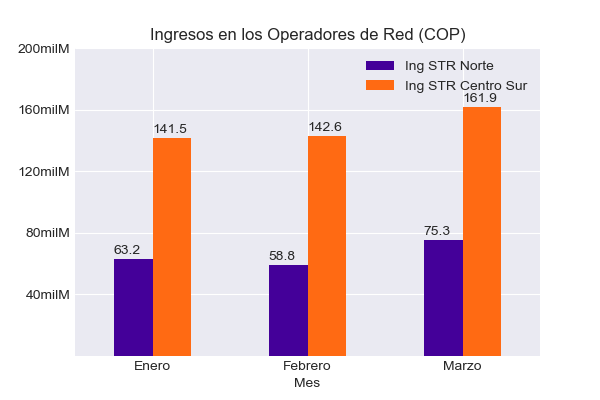 Ingresos en los Operadores de Red (COP)
200milM
160milM
120milM
80milM
40milM
Ing STR Norte
Ing STR Centro Sur
63.2
141.5
58.8
142.6
75.3
161.9
Enero
Febrero
Marzo
Mes